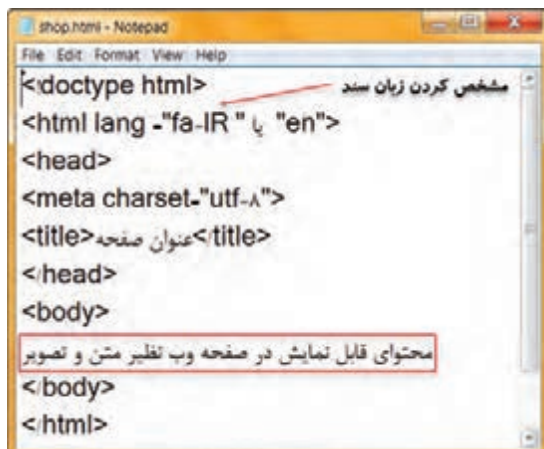 shop.html - Notepad
File Edit Format View Help
<!doctype html>
مشخص کردن زبان سند
<html lang ="fa-IR " یا "en">
<head>
<meta charset="utf-۸">
<title>عنوان صفحه</title>
</head>
<body>
محتوای قابل نمایش در صفحه وب نظیر متن و تصویر
</body>
</html>